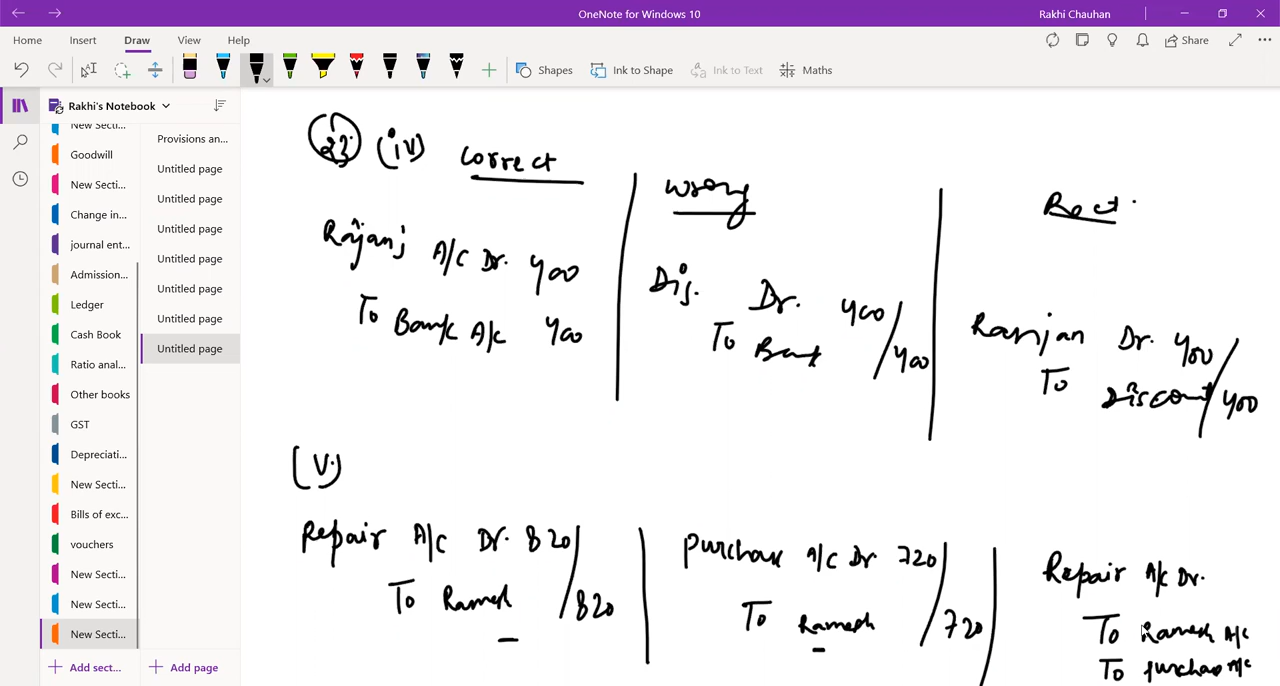 OneNote for Windows 10
Rakhi Chauhan
Home
Insert
Draw
View
Help
Share
Shapes
Ink to Shape
Ink to Text
Maths
Rakhi's Notebook
New Secti...
Goodwill
New Secti...
Change in...
journal ent...
Admission...
Ledger
Cash Book
Ratio anal...
Other books
GST
Depreciati...
New Secti...
Bills of exc...
vouchers
New Secti...
New Secti...
New Secti...
Add sect...
Provisions an...
Untitled page
Untitled page
Untitled page
Untitled page
Untitled page
Untitled page
Untitled page
Add page
23. (iv) Correct
Wrong
Rect.
Ranjan A/C Dr. 400
To Bank A/c 400
Dis. Dr. 400
To Bank 400
Ranjan Dr. 400
To Discount 400
(V)
Repair A/C Dr. 820
To Ramesh 820
Purchase A/C Dr 720
To Ramesh 720
Repair A/C Dr.
To Ramesh A/c
To Purchas A/c